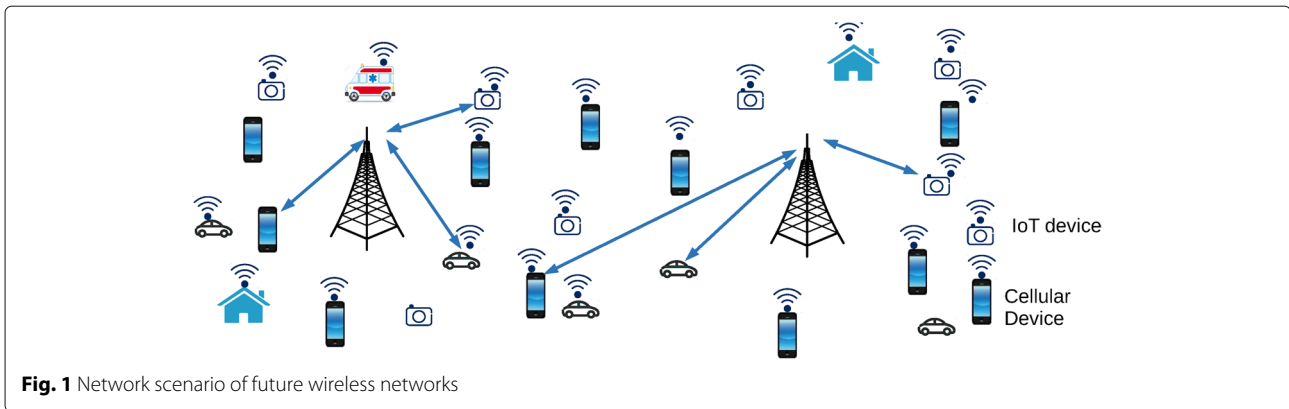 IoT device
Cellular
Device
Fig. 1 Network scenario of future wireless networks